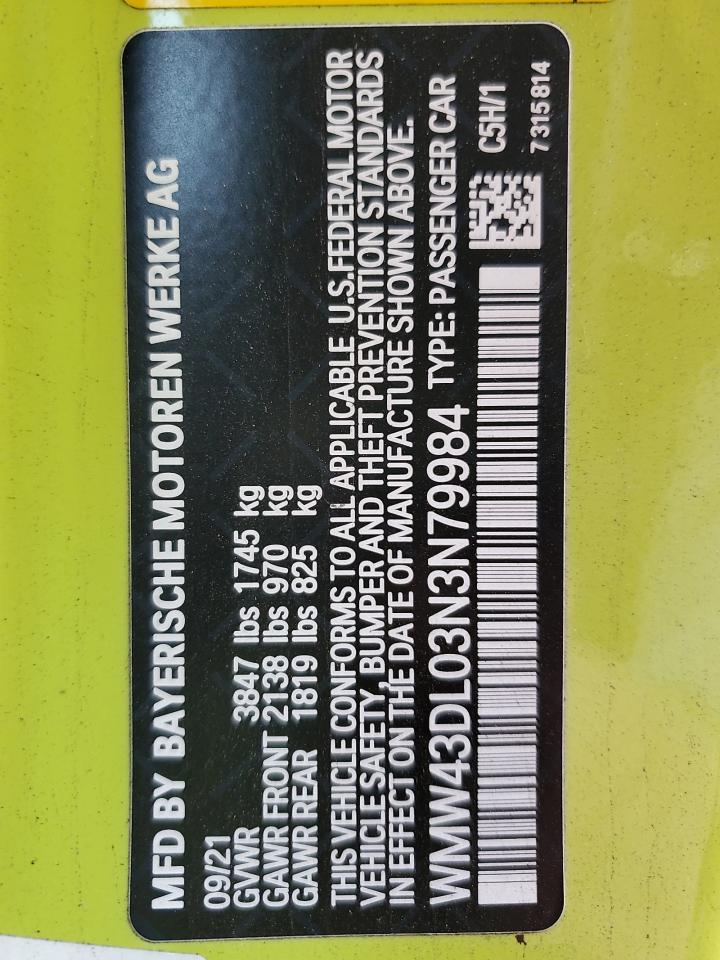 MFD BY BAYERISCHE MOTOREN WERKE AG
09/21
GVWR 3847 lbs 1745 kg
GAWR FRONT 2138 lbs 970 kg
GAWR REAR 1819 lbs 825 kg
THIS VEHICLE CONFORMS TO ALL APPLICABLE U.S.FEDERAL MOTOR
VEHICLE SAFETY, BUMPER AND THEFT PREVENTION STANDARDS
IN EFFECT ON THE DATE OF MANUFACTURE SHOWN ABOVE.
WMW43DL03N3N79984 TYPE: PASSENGER CAR
C5H/1
7 315 814